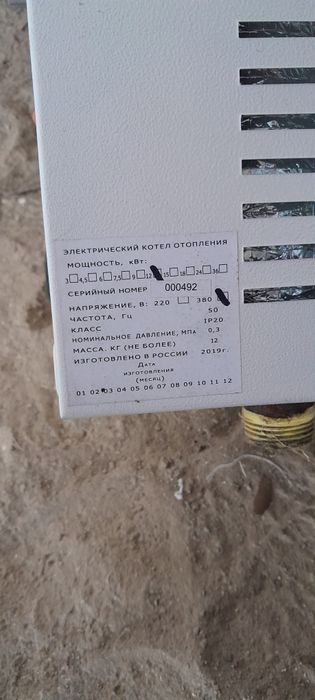 ЭЛЕКТРИЧЕСКИЙ КОТЕЛ ОТОПЛЕНИЯ
МОЩНОСТЬ, кВт:
3 4,5 6 7,5 9 12 15 18 24 36
СЕРИЙНЫЙ НОМЕР 000492
НАПРЯЖЕНИЕ, В: 220 380
ЧАСТОТА, Гц 50
КЛАСС IP20
НОМИНАЛЬНОЕ ДАВЛЕНИЕ, МПА 0,3
МАССА. КГ (НЕ БОЛЕЕ) 12
ИЗГОТОВЛЕНО В РОССИИ 2019г.
ДАТА
ИЗГОТОВЛЕНИЯ
(МЕСЯЦ)
01 02 03 04 05 06 07 08 09 10 11 12